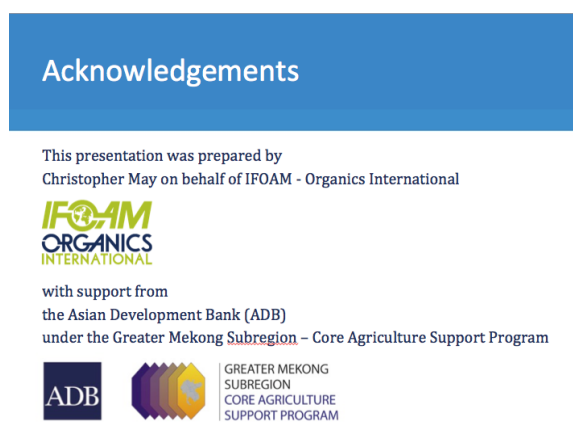 Acknowledgements
This presentation was prepared by
Christopher May on behalf of IFOAM - Organics International
IFOAM
ORGANICS
INTERNATIONAL
with support from
the Asian Development Bank (ADB)
under the Greater Mekong Subregion – Core Agriculture Support Program
ADB
GREATER MEKONG
SUBREGION
CORE AGRICULTURE
SUPPORT PROGRAM